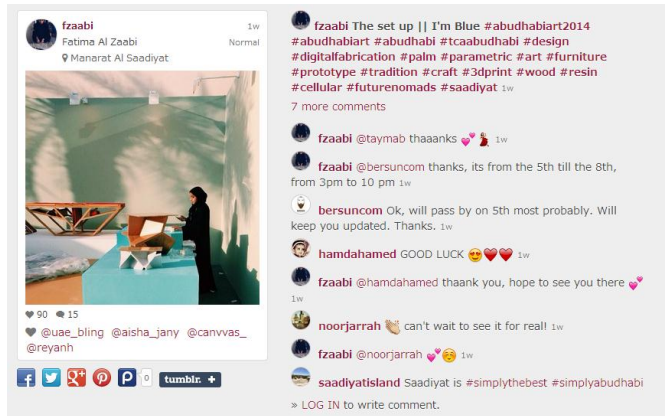 fzaabi 1w
Fatima Al Zaabi Normal
Manarat Al Saadiyat
90 15
@uae_bling @aisha_jany @canvvas_
@reyanh
0
tumblr. +
fzaabi The set up || I'm Blue #abudhabiart2014
#abudhabiart #abudhabi #tcaabudhabi #design
#digitalfabrication #palm #parametric #art #furniture
#prototype #tradition #craft #3dprint #wood #resin
#cellular #futurenomads #saadiyat 1w
7 more comments
fzaabi @taymab thaaanks 💕💃 1w
fzaabi @bersuncom thanks, its from the 5th till the 8th,
from 3pm to 10 pm 1w
bersuncom Ok, will pass by on 5th most probably. Will
keep you updated. Thanks. 1w
hamdahamed GOOD LUCK 😍❤️❤️ 1w
fzaabi @hamdahamed thaank you, hope to see you there 💕
1w
noorjarrah 👏 can't wait to see it for real! 1w
fzaabi @noorjarrah 💕☺️ 1w
saadiyatisland Saadiyat is #simplythebest #simplyabudhabi
» LOG IN to write comment.